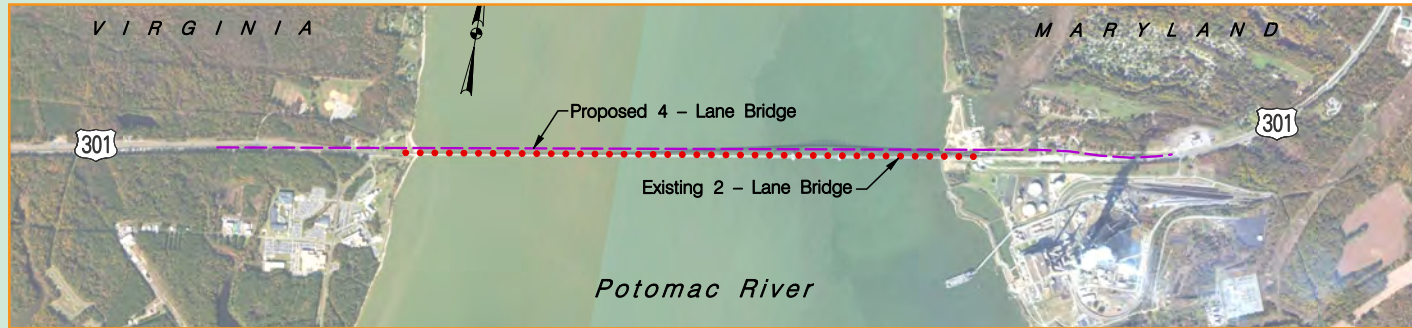 V I R G I N I A
M A R Y L A N D
Proposed 4 - Lane Bridge
301
301
Existing 2 - Lane Bridge
Potomac River